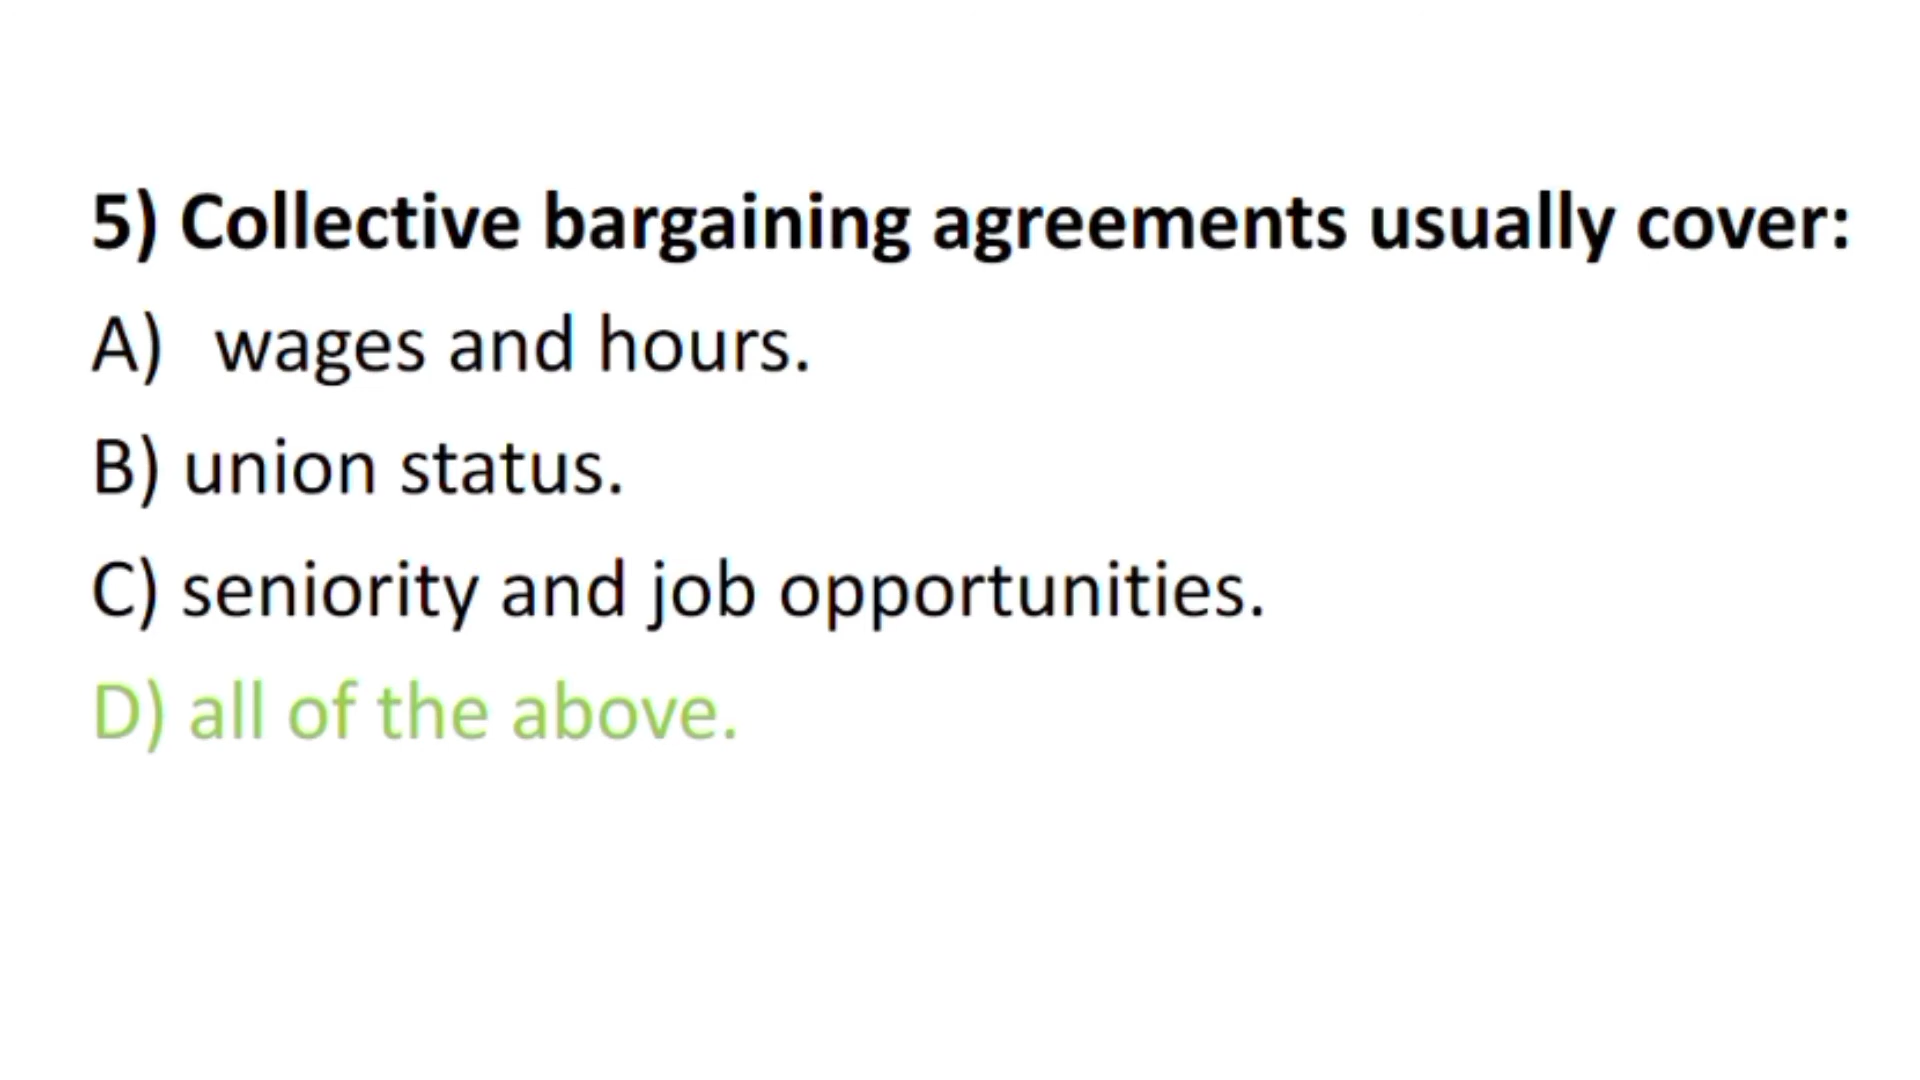 5) Collective bargaining agreements usually cover:
A) wages and hours.
B) union status.
C) seniority and job opportunities.
D) all of the above.